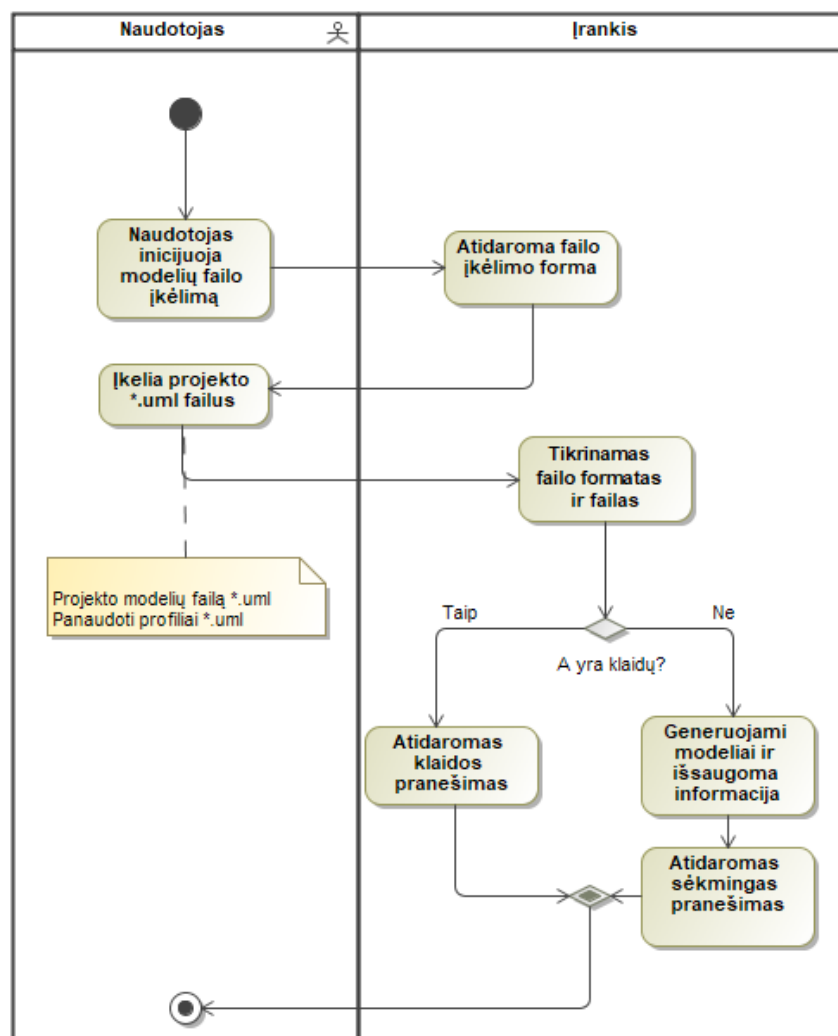 Naudotojas
Įrankis
Naudotojas
inicijuoja
modelių failo
įkėlimą
Atidaroma failo
įkėlimo forma
Įkelia projekto
*.uml failus
Tikrinamas
failo formatas
ir failas
Projekto modelių failą *.uml
Panaudoti profiliai *.uml
Taip
Ne
A yra klaidų?
Atidaromas
klaidos
pranešimas
Generuojami
modeliai ir
išsaugoma
informacija
Atidaromas
sėkmingas
pranešimas